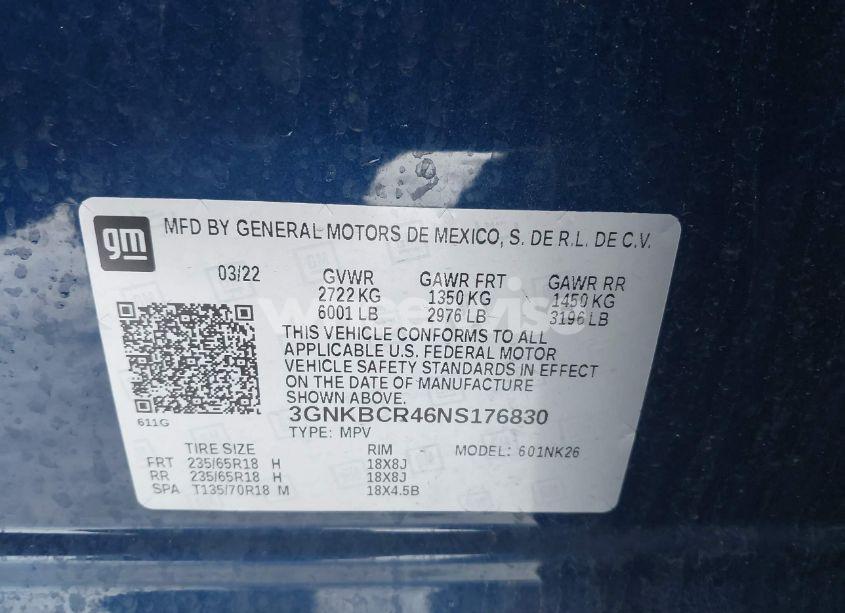 gm
MFD BY GENERAL MOTORS DE MEXICO, S. DE R.L. DE C.V.
03/22 GVWR GAWR FRT GAWR RR
2722 KG 1350 KG 1450 KG
6001 LB 2976 LB 3196 LB
THIS VEHICLE CONFORMS TO ALL
APPLICABLE U.S. FEDERAL MOTOR
VEHICLE SAFETY STANDARDS IN EFFECT
ON THE DATE OF MANUFACTURE
SHOWN ABOVE.
3GNKBCR46NS176830
611G
TYPE: MPV
TIRE SIZE RIM MODEL: 601NK26
FRT 235/65R18 H 18X8J
RR 235/65R18 H 18X8J
SPA T135/70R18 M 18X4.5B